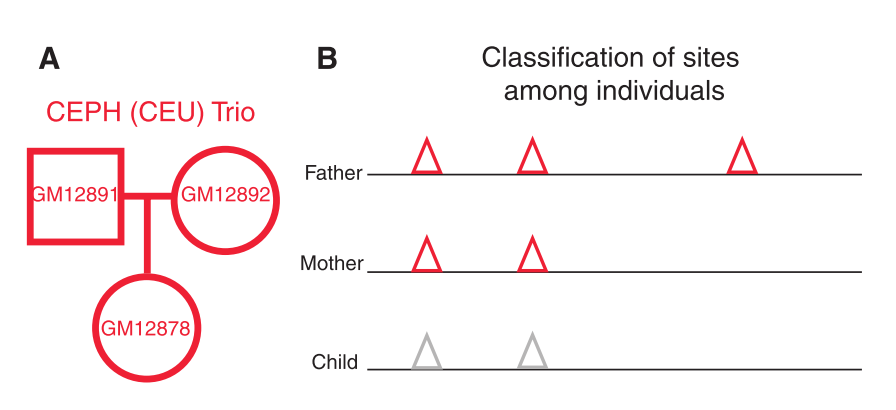 A
CEPH (CEU) Trio
GM12891
GM12892
GM12878
B
Classification of sites
among individuals
Father
Mother
Child